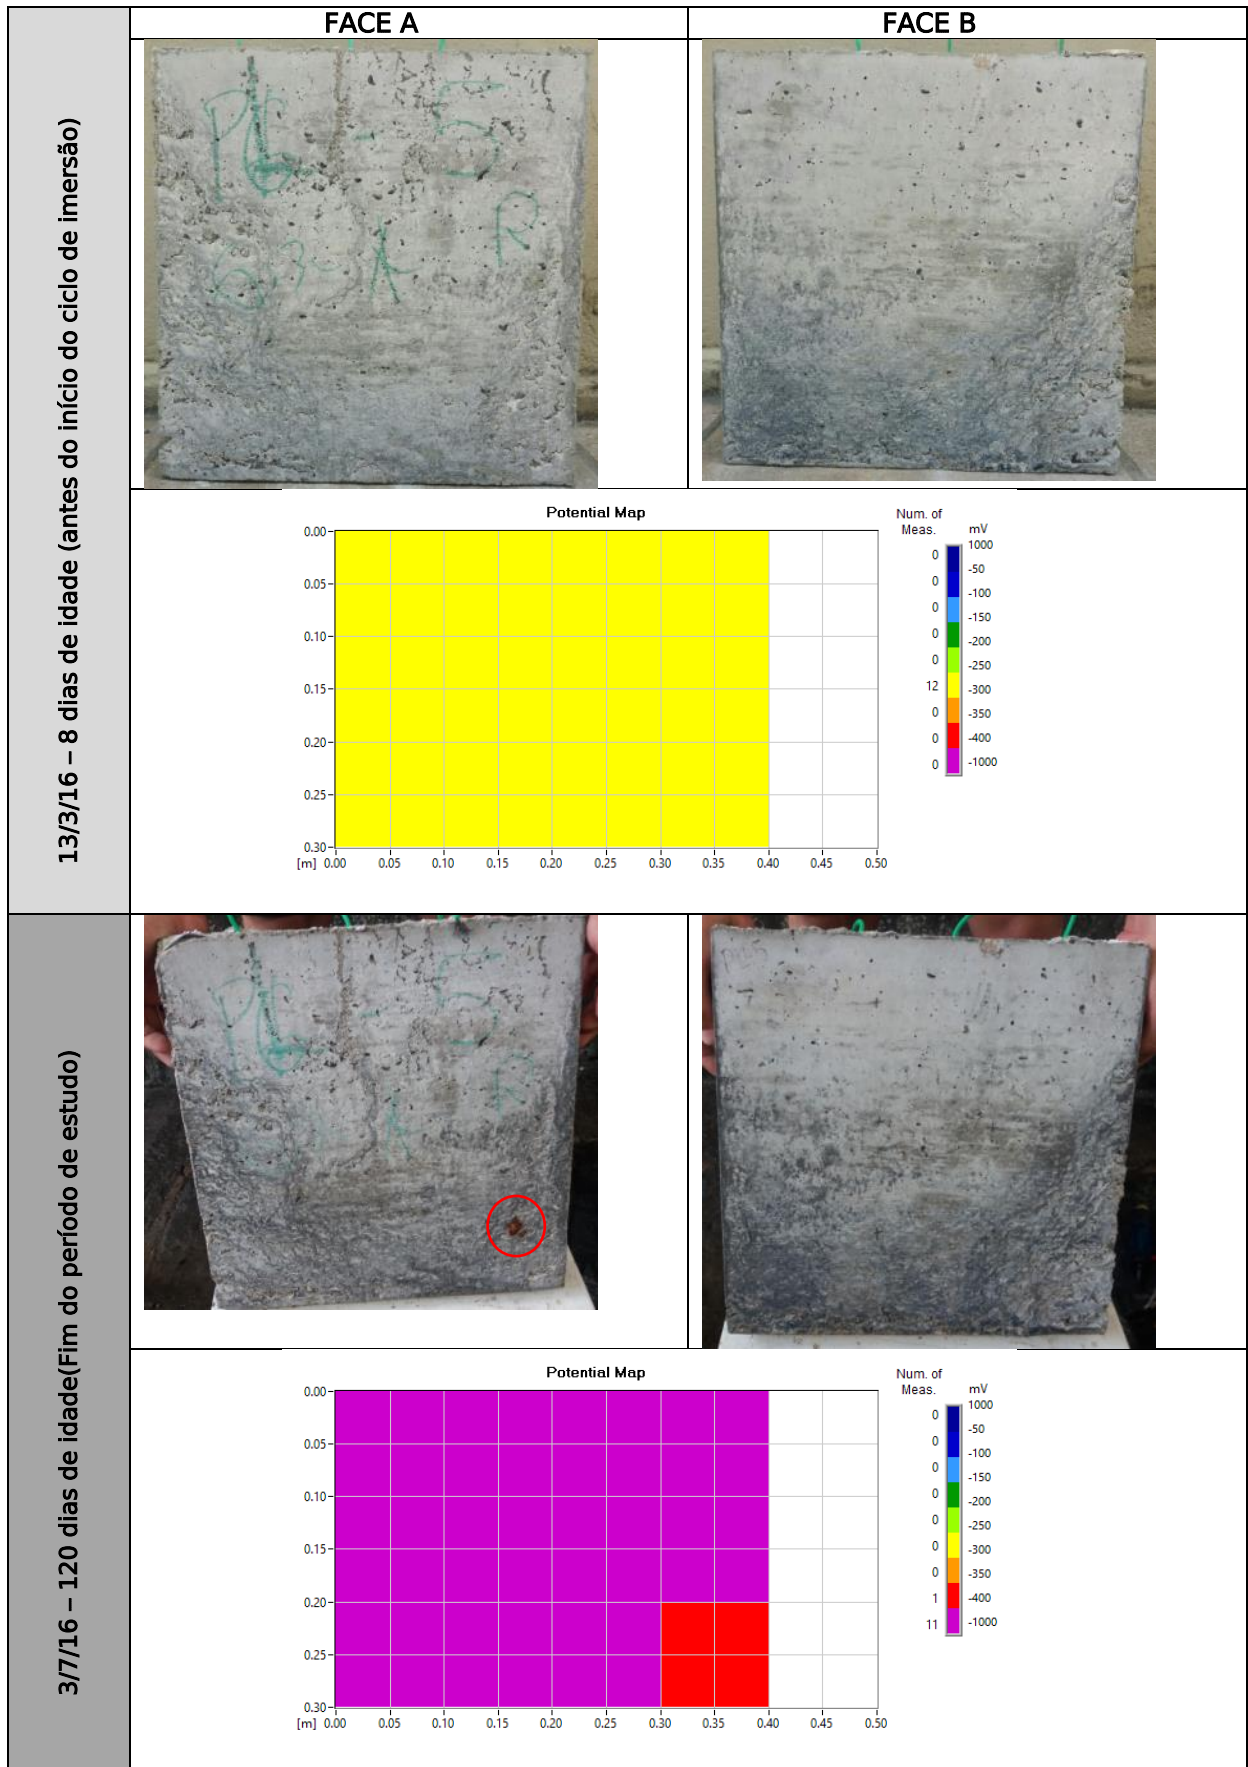 FACE A
FACE B
13/3/16 – 8 dias de idade (antes do início do ciclo de imersão)
PL - 5
R
A
Potential Map
0.00
0.05
0.10
0.15
0.20
0.25
0.30
[m] 0.00 0.05 0.10 0.15 0.20 0.25 0.30 0.35 0.40 0.45 0.50
Num. of
Meas. mV
1000
0
-50
0
-100
0
-150
0
-200
0
-250
12
-300
0
-350
0
-400
0
-1000
3/7/16 – 120 dias de idade(Fim do período de estudo)
PL 5
R
A
Potential Map
0.00
0.05
0.10
0.15
0.20
0.25
0.30
[m] 0.00 0.05 0.10 0.15 0.20 0.25 0.30 0.35 0.40 0.45 0.50
Num. of
Meas. mV
1000
0
-50
0
-100
0
-150
0
-200
0
-250
0
-300
0
-350
1
-400
11
-1000